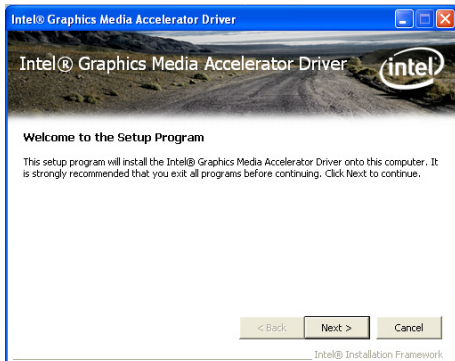 Intel® Graphics Media Accelerator Driver
Intel® Graphics Media Accelerator Driver
intel
Welcome to the Setup Program
This setup program will install the Intel® Graphics Media Accelerator Driver onto this computer. It
is strongly recommended that you exit all programs before continuing. Click Next to continue.
< Back Next > Cancel
Intel® Installation Framework